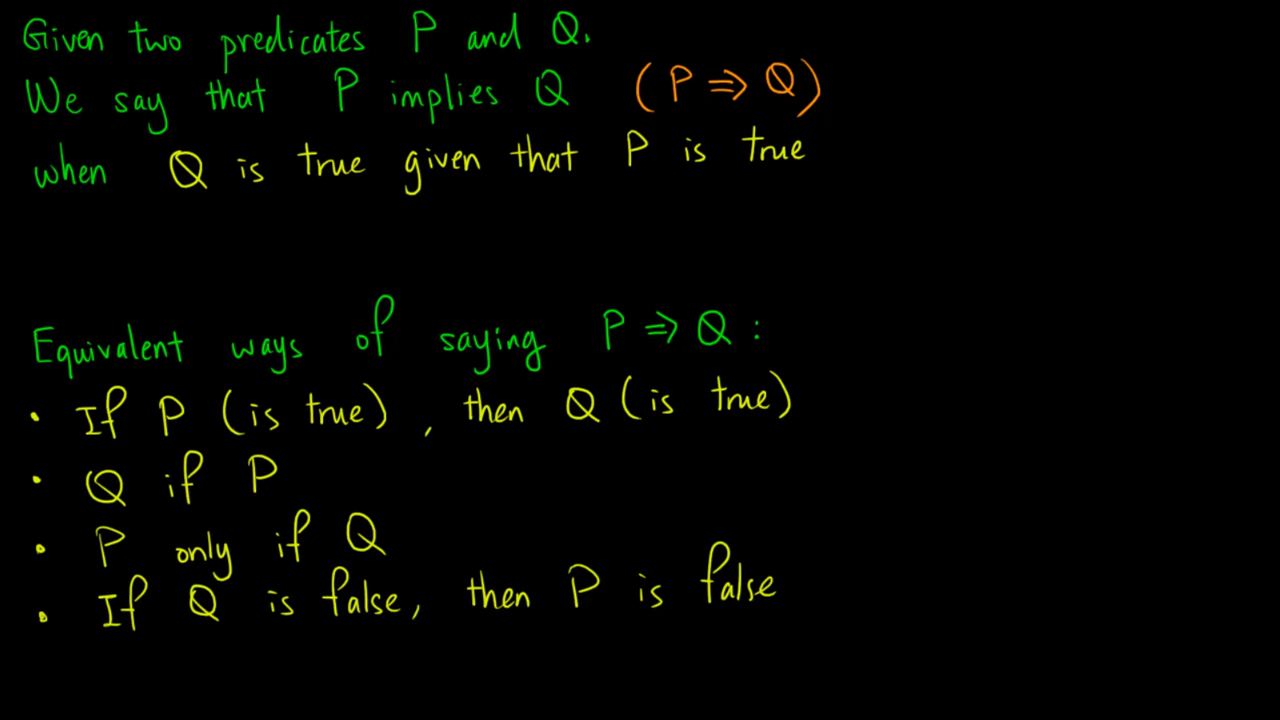 Given two predicates P and Q.
We say that P implies Q (P ⇒ Q)
when Q is true given that P is true
Equivalent ways of saying P ⇒ Q :
• If P (is true) , then Q (is true)
• Q if P
• P only if Q
• If Q is false, then P is false